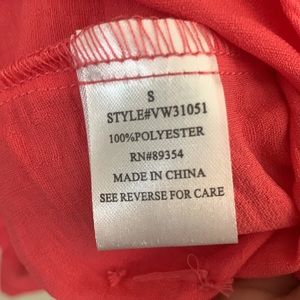 S
STYLE#VW31051
100%POLYESTER
RN#89354
MADE IN CHINA
SEE REVERSE FOR CARE